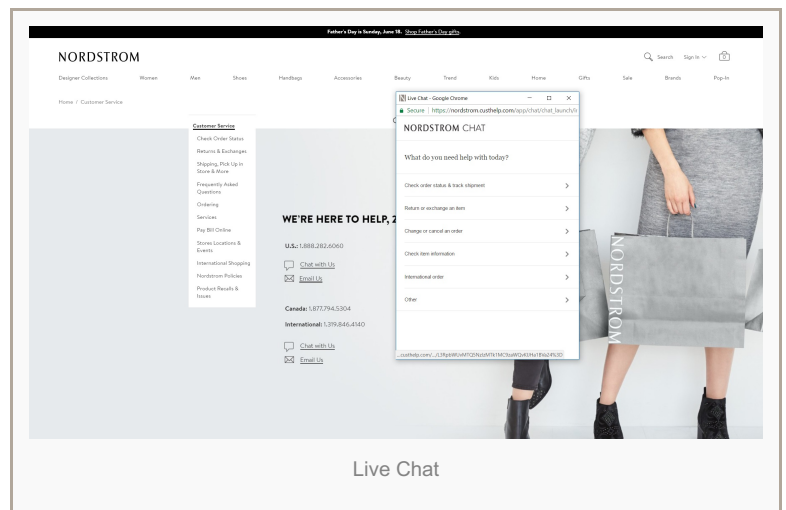 Father's Day is Sunday, June 18. Shop Father's Day gifts.
NORDSTROM
Search Sign In 0
Designer Collections Women Men Shoes Handbags Accessories Beauty Trend Kids Home Gifts Sale Brands Pop-In
Home / Customer Service
Customer Service
Check Order Status
Returns & Exchanges
Shipping, Pick Up in
Store & More
Frequently Asked
Questions
Ordering
Services
Pay Bill Online
Stores Locations &
Events
International Shopping
Nordstrom Policies
Product Recalls &
Issues
WE'RE HERE TO HELP, 2
U.S.: 1.888.282.6060
Chat with Us
Email Us
Canada: 1.877.794.5304
International: 1.319.846.4140
Chat with Us
Email Us
Live Chat - Google Chrome
Secure https://nordstrom.custhelp.com/app/chat/chat_launch/
NORDSTROM CHAT
What do you need help with today?
Check order status & track shipment
Return or exchange an item
Change or cancel an order
Check item information
International order
Other
NORDSTROM
Live Chat